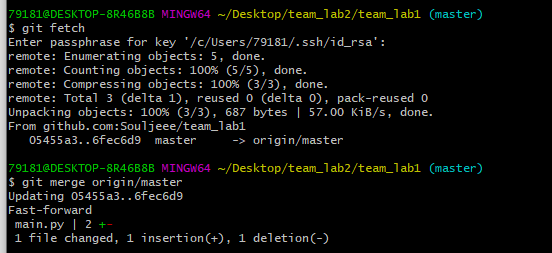 79181@DESKTOP-8R46B8B MINGW64 ~/Desktop/team_lab2/team_lab1 (master)
$ git fetch
Enter passphrase for key '/c/Users/79181/.ssh/id_rsa':
remote: Enumerating objects: 5, done.
remote: Counting objects: 100% (5/5), done.
remote: Compressing objects: 100% (3/3), done.
remote: Total 3 (delta 1), reused 0 (delta 0), pack-reused 0
Unpacking objects: 100% (3/3), 687 bytes | 57.00 KiB/s, done.
From github.com:Souljeee/team_lab1
   05455a3..6fec6d9  master     -> origin/master
79181@DESKTOP-8R46B8B MINGW64 ~/Desktop/team_lab2/team_lab1 (master)
$ git merge origin/master
Updating 05455a3..6fec6d9
Fast-forward
 main.py | 2 +-
 1 file changed, 1 insertion(+), 1 deletion(-)